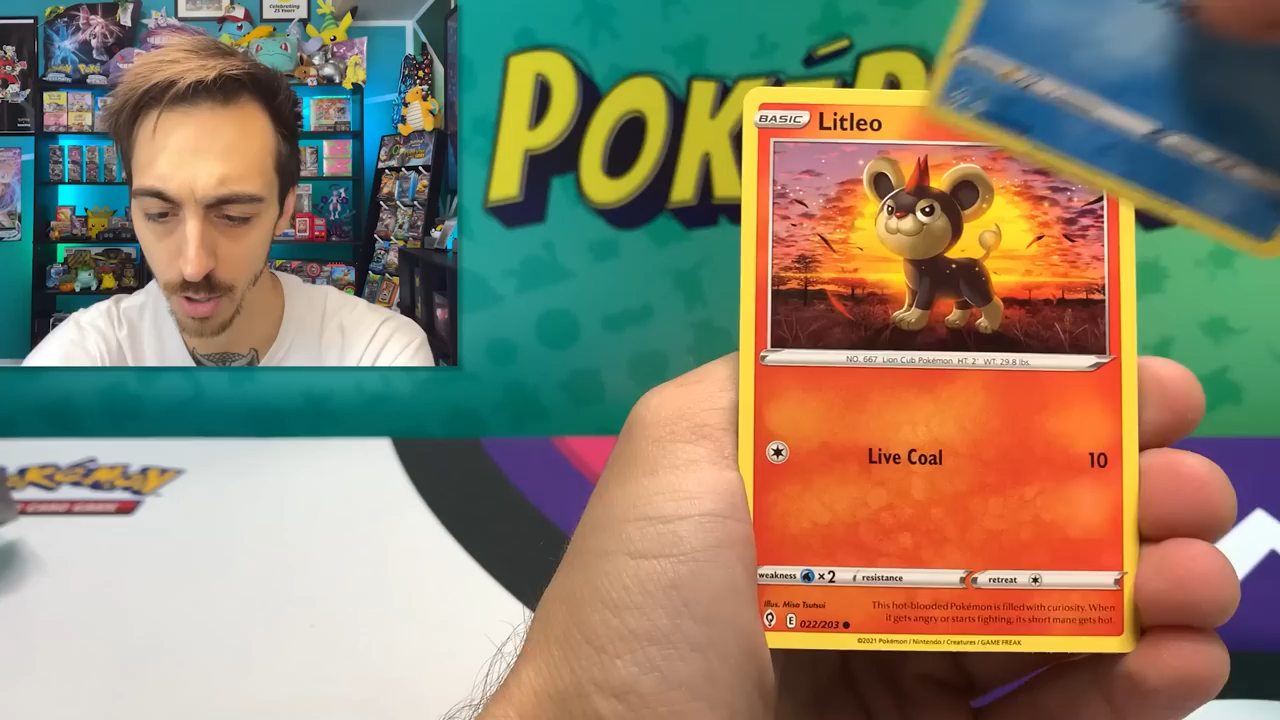 Celebrating
25 Years
POKÉ
BASIC Litleo
NO. 667 Lion Cub Pokémon HT: 2' WT: 29.8 lbs.
Live Coal 10
weakness ×2 resistance retreat
Illus. Misa Tsutsui
This hot-blooded Pokémon is filled with curiosity. When
it gets angry or starts fighting, its short mane gets hot.
E 022/203
©2021 Pokémon / Nintendo / Creatures / GAME FREAK
POKÉMON